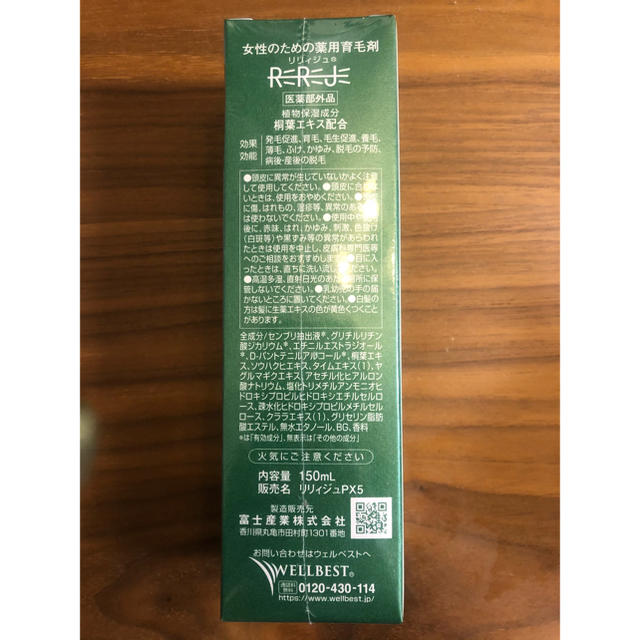 女性のための薬用育毛剤
リリィジュ®
REREJE
医薬部外品
植物保湿成分
桐葉エキス配合
効果 効能
発毛促進、育毛、毛生促進、養毛、
薄毛、ふけ、かゆみ、脱毛の予防、
病後・産後の脱毛
●頭皮に異常が生じていないかよく注意
して使用してください。●頭皮に合わな
いときは、使用をおやめください。
に傷、はれもの、湿疹等、異常のある
は使わないでください。●使用中や使用
後に、赤味、はれ、かゆみ、刺激、色抜け
(白斑等)や黒ずみ等の異常があらわれ
たときは使用を中止し、皮膚科専門医等
へのご相談をおすすめします。●目に入
ったときは、直ちに洗い流し
●高温多湿、直射日光のあたる場所に保
管しないでください。●乳幼児の手の届
かないところに置いてください。●白髪の
方は髪に生薬エキスの色が黄色くつくこと
があります。
全成分/センブリ抽出液*、グリチルリチン
酸ジカリウム*、エチニルエストラジオール
*、D-パントテニルアルコール*、桐葉エキ
ス、ソウハクヒエキス、タイムエキス(1)、ヤ
グルマギクエキス、アセチル化ヒアルロン
酸ナトリウム、塩化トリメチルアンモニオヒ
ドロキシプロピルヒドロキシエチルセルロ
ース、疎水化ヒドロキシプロピルメチルセル
ロース、クララエキス(1)、グリセリン脂肪
酸エステル、無水エタノール、BG、香料
*は「有効成分」、無表示は「その他の成分」
火気にご注意ください
内容量 150mL
販売名 リリィジュPX5
製造販売元
富士産業株式会社
香川県丸亀市田村町1301番地
お問い合わせはウェルベストへ
WELLBEST®
通話料無料 0120-430-114
https://www.wellbest.jp/